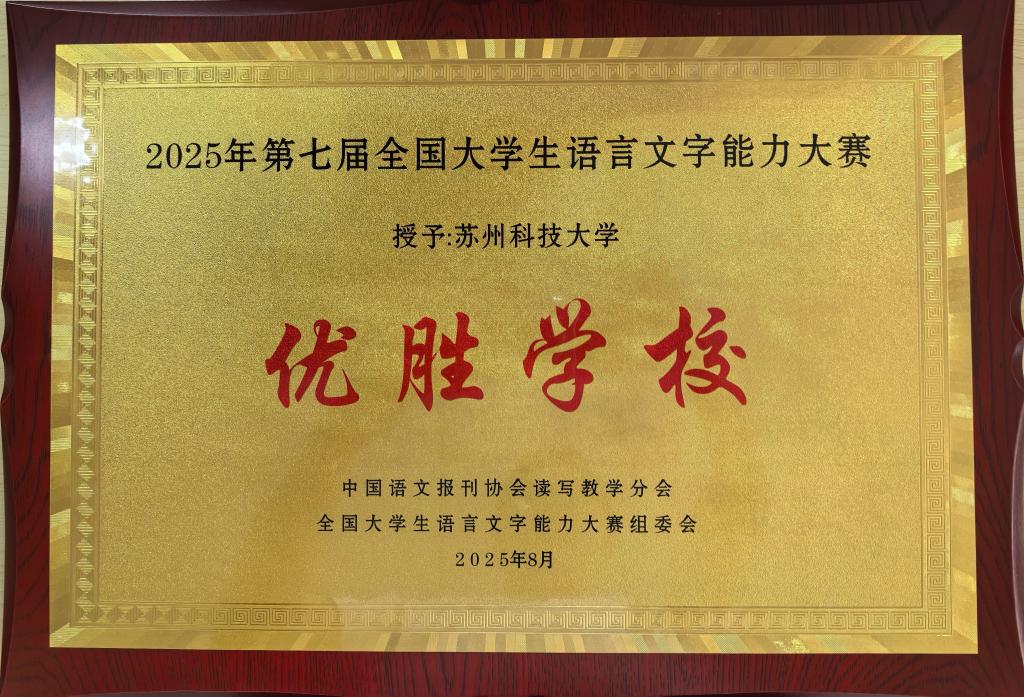 2025年第七届全国大学生语言文字能力大赛
授予:苏州科技大学
优胜学校
中国语文报刊协会读写教学分会
全国大学生语言文字能力大赛组委会
2025年8月